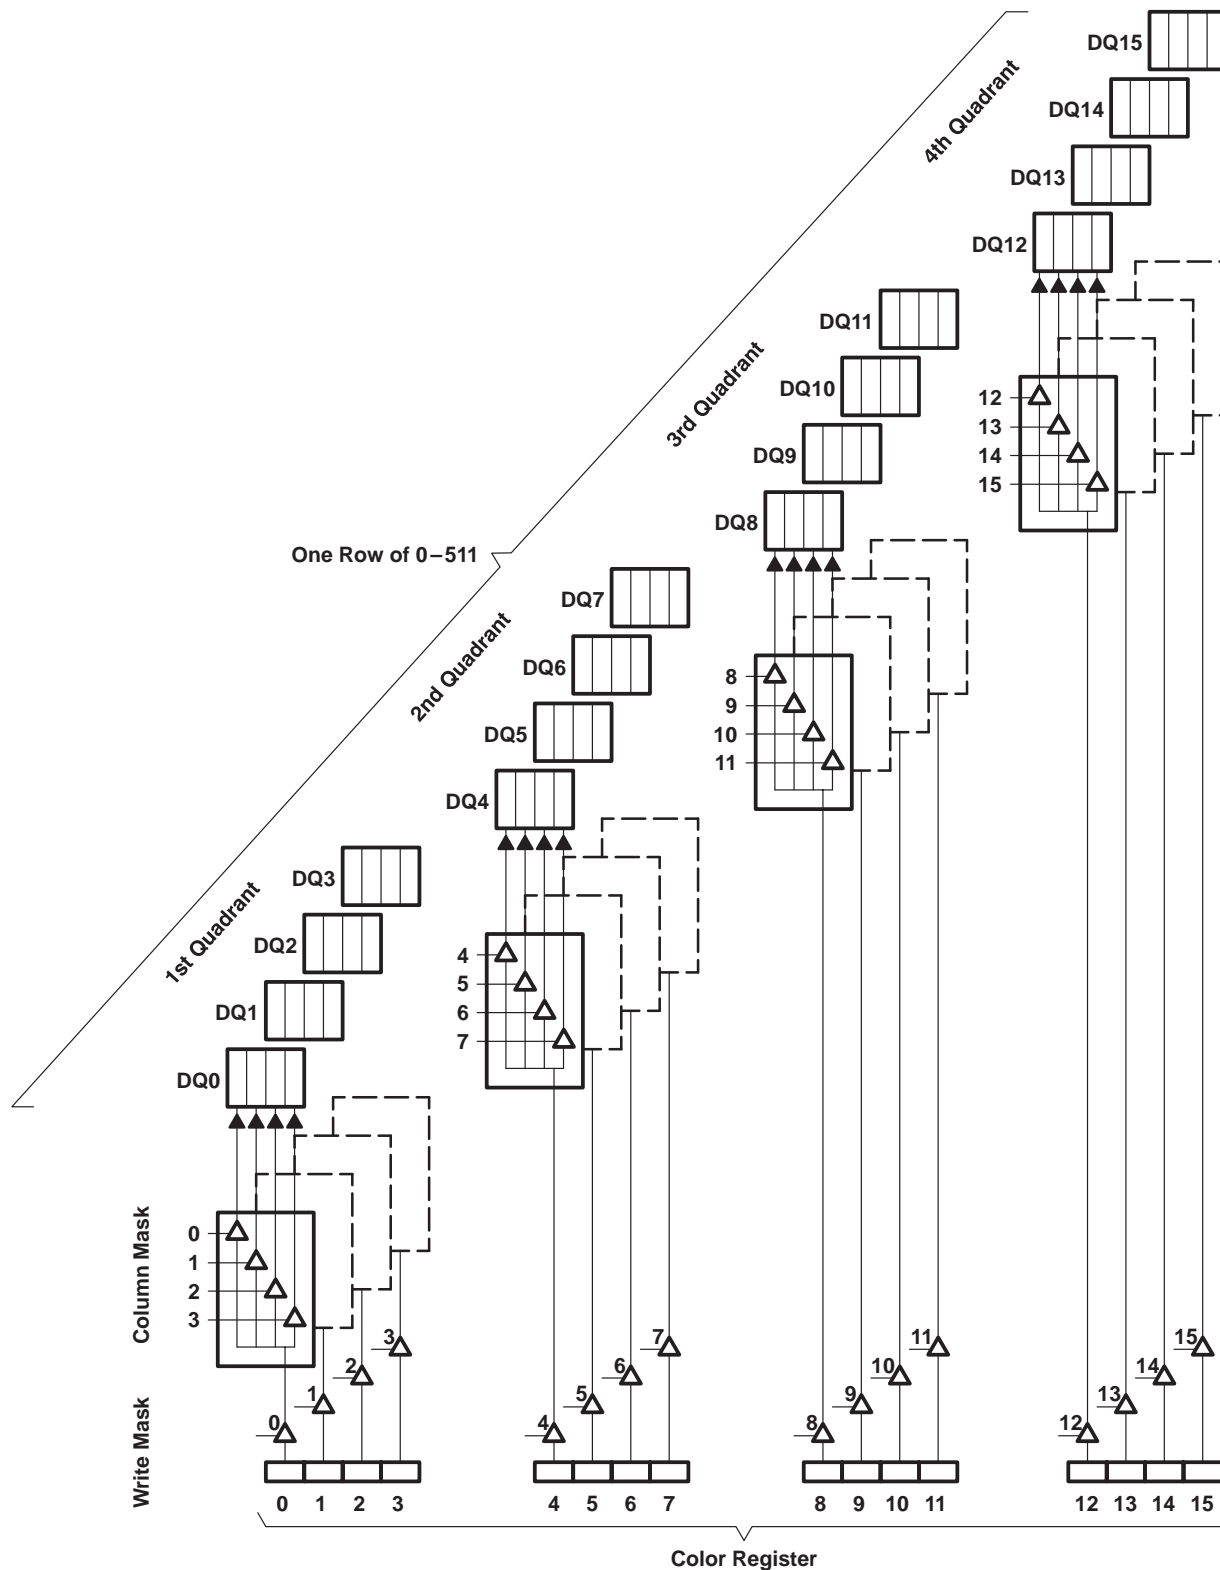 DQ15
4th Quadrant
DQ14
DQ13
DQ12
DQ11
3rd Quadrant
DQ10
12
13
DQ9
14
15
DQ8
One Row of 0–511
DQ7
2nd Quadrant
DQ6
8
9
DQ5
10
11
DQ4
DQ3
1st Quadrant
DQ2
4
5
DQ1
6
7
DQ0
Column Mask
0
1
2
3
3
7
11
15
2
6
10
14
1
5
9
13
0
4
8
12
Write Mask
0 1 2 3 4 5 6 7 8 9 10 11 12 13 14 15
Color Register